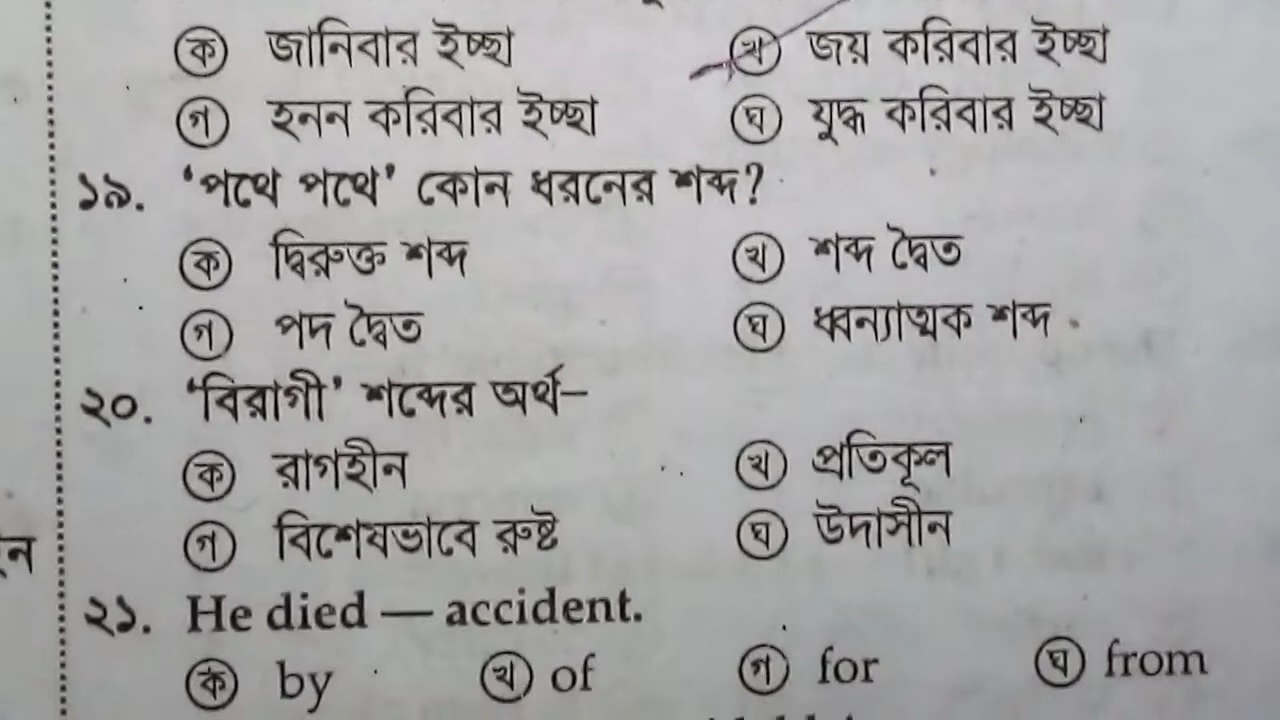 ক জানিবার ইচ্ছা খ জয় করিবার ইচ্ছা
গ হনন করিবার ইচ্ছা ঘ যুদ্ধ করিবার ইচ্ছা
১৯. ‘পথে পথে’ কোন ধরনের শব্দ?
ক দ্বিরুক্ত শব্দ খ শব্দ দ্বৈত
গ পদ দ্বৈত ঘ ধ্বন্যাত্মক শব্দ
২০. ‘বিরাগী’ শব্দের অর্থ–
ক রাগহীন খ প্রতিকূল
গ বিশেষভাবে রুষ্ট ঘ উদাসীন
ন
২১. He died — accident.
ক by খ of গ for ঘ from